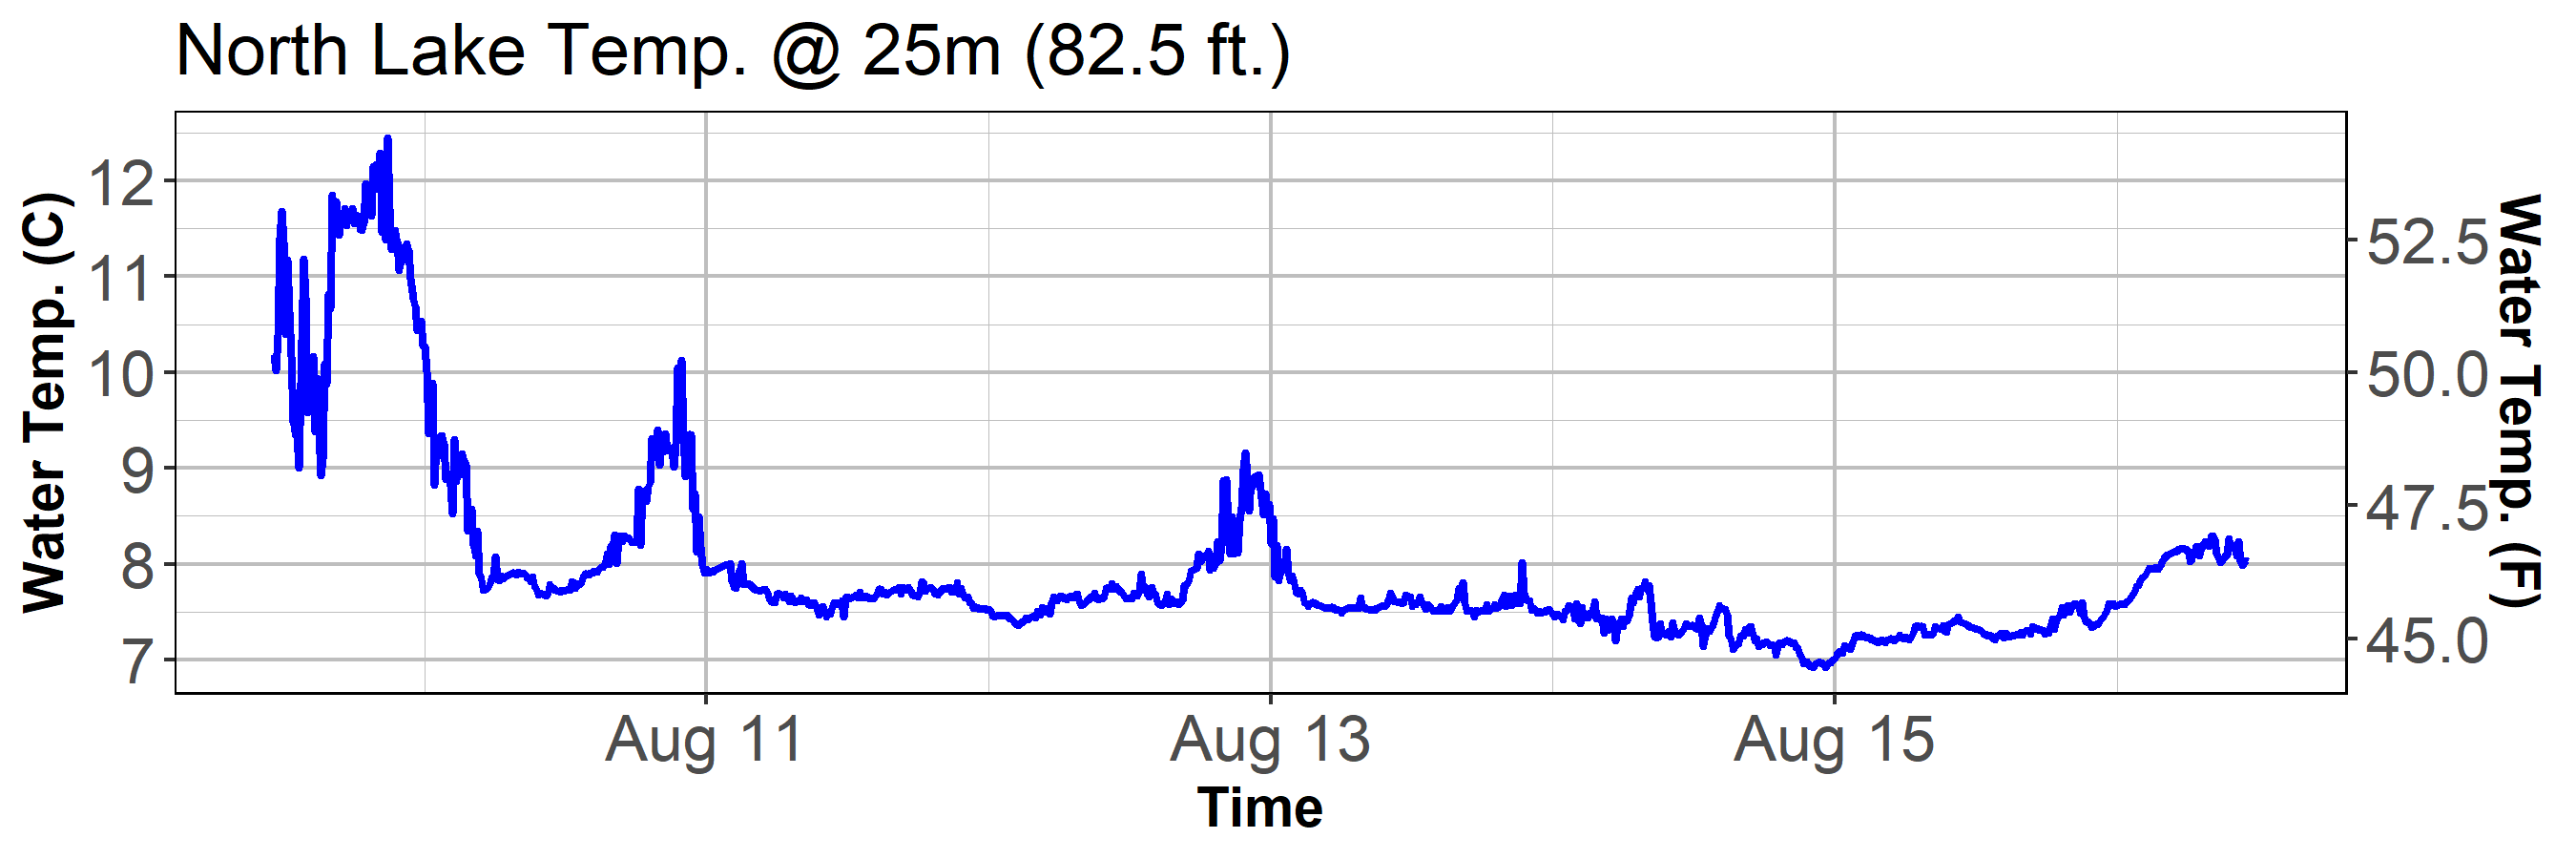 North Lake Temp. @ 25m (82.5 ft.)
Water Temp. (C)
12
11
10
9
8
7
52.5
50.0
47.5
45.0
Water Temp. (F)
Aug 11
Aug 13
Aug 15
Time